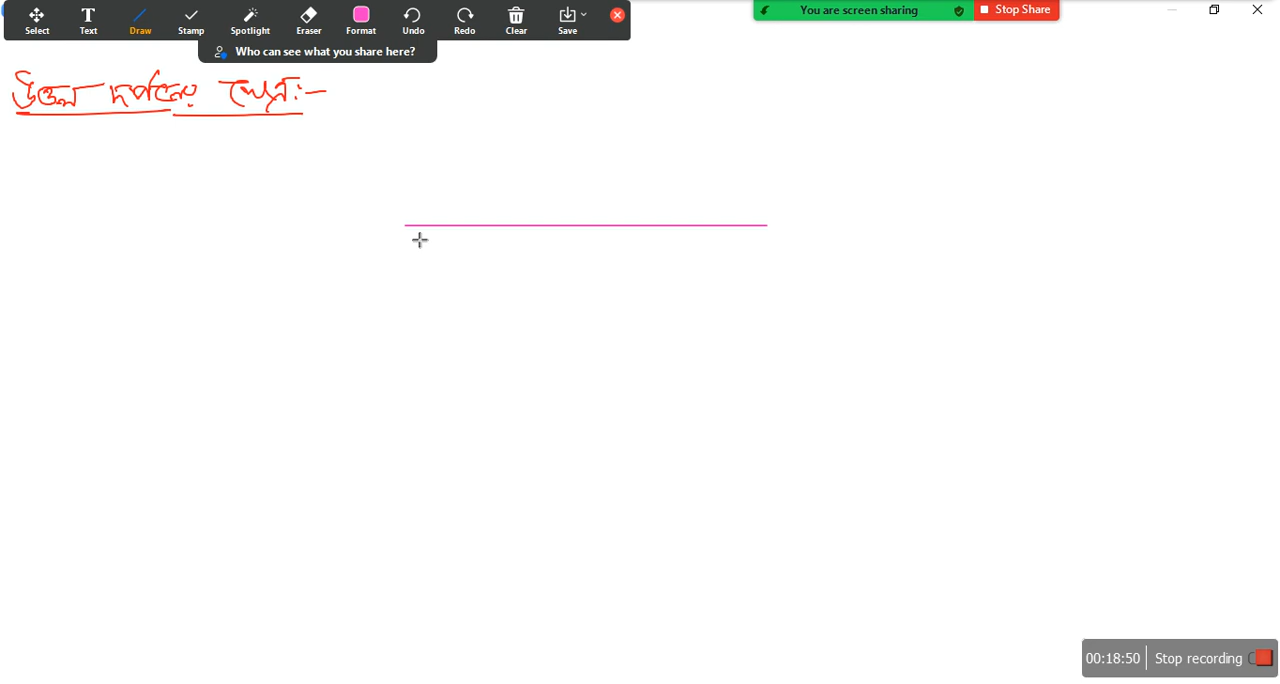 Select Text Draw Stamp Spotlight Eraser Format Undo Redo Clear Save
You are screen sharing Stop Share
Who can see what you share here?
উত্তল দর্পনের ক্ষেত্রে:-
00:18:50 Stop recording